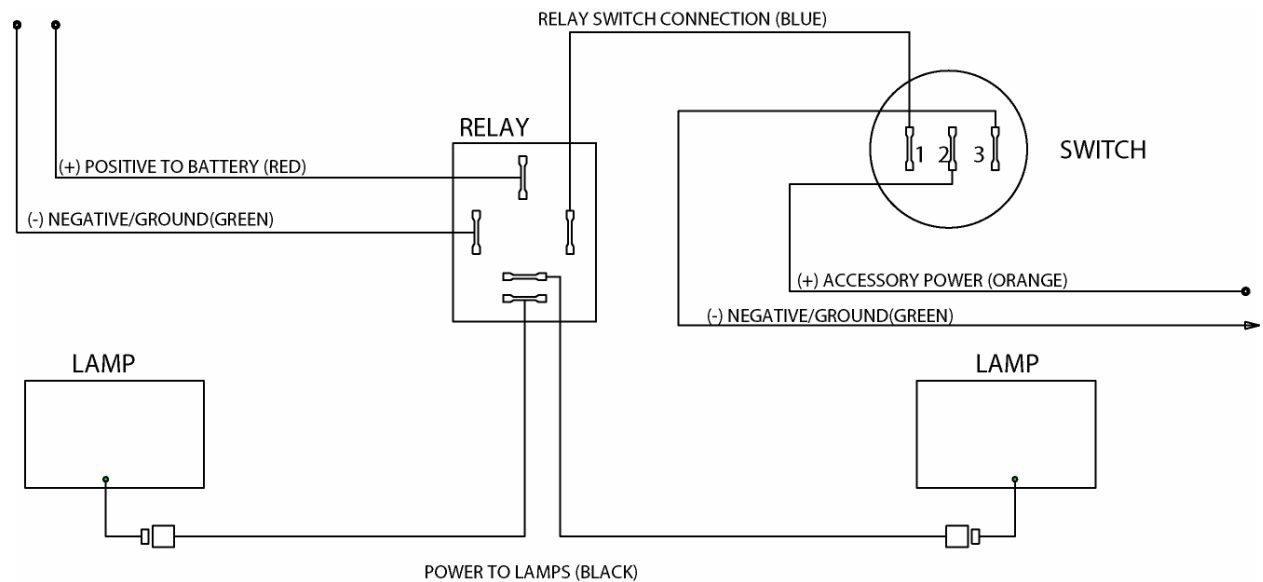 RELAY SWITCH CONNECTION (BLUE)
RELAY
1 2 3
SWITCH
(+) POSITIVE TO BATTERY (RED)
(-) NEGATIVE/GROUND(GREEN)
(+) ACCESSORY POWER (ORANGE)
(-) NEGATIVE/GROUND(GREEN)
LAMP
LAMP
POWER TO LAMPS (BLACK)